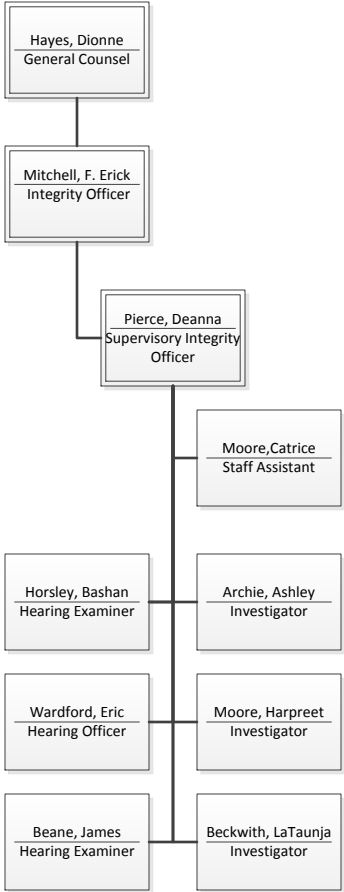 Hayes, Dionne
General Counsel
Mitchell, F. Erick
Integrity Officer
Pierce, Deanna
Supervisory Integrity
Officer
Moore,Catrice
Staff Assistant
Horsley, Bashan
Hearing Examiner
Archie, Ashley
Investigator
Wardford, Eric
Hearing Officer
Moore, Harpreet
Investigator
Beane, James
Hearing Examiner
Beckwith, LaTaunja
Investigator